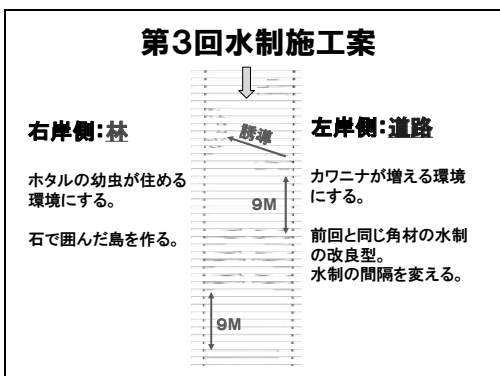 第3回水制施工案
右岸側:林
ホタルの幼虫が住める
環境にする。
石で囲んだ島を作る。
誘導
9M
9M
左岸側:道路
カワニナが増える環境
にする。
前回と同じ角材の水制
の改良型。
水制の間隔を変える。